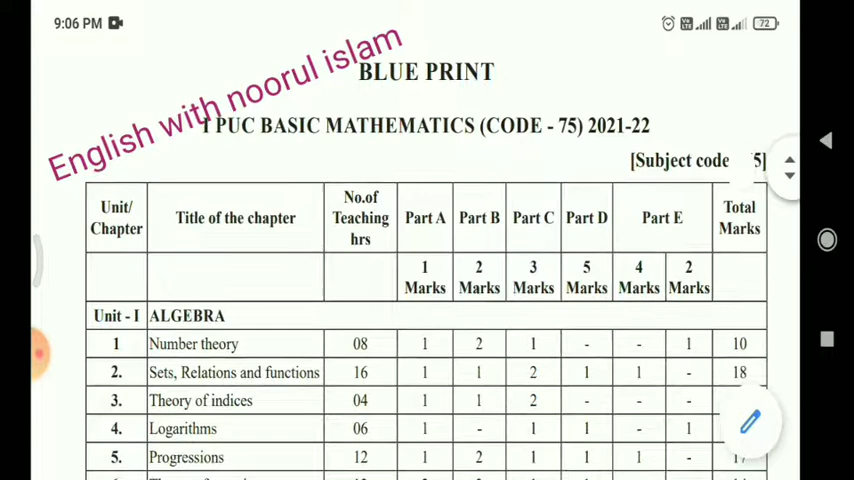 9:06 PM
72
English with noorul islam
BLUE PRINT
I PUC BASIC MATHEMATICS (CODE - 75) 2021-22
[Subject code 5]
Unit/ Chapter Title of the chapter No.of Teaching hrs Part A Part B Part C Part D Part E Total Marks
1 Marks 2 Marks 3 Marks 5 Marks 4 Marks 2 Marks
Unit - I ALGEBRA
1 Number theory 08 1 2 1 - - 1 10
2. Sets, Relations and functions 16 1 1 2 1 1 - 18
3. Theory of indices 04 1 1 2 - - -
4. Logarithms 06 1 - 1 1 - 1
5. Progressions 12 1 2 1 1 1 - 17